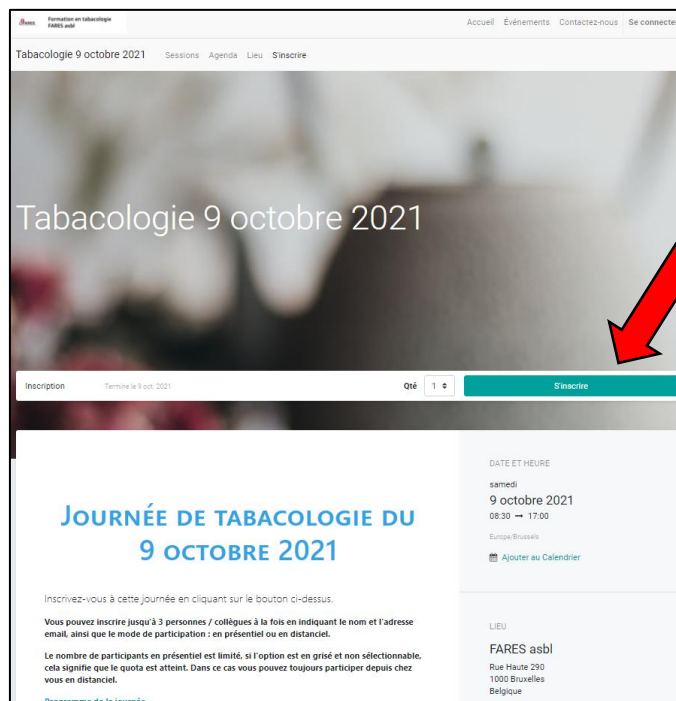 FARES
Formation en tabacologie
FARES asbl
Accueil Événements Contactez-nous Se connecter
Tabacologie 9 octobre 2021 Sessions Agenda Lieu S'inscrire
Tabacologie 9 octobre 2021
Inscription Termine le 9 oct. 2021 Qté 1 S'inscrire
JOURNÉE DE TABACOLOGIE DU
9 OCTOBRE 2021
Inscrivez-vous à cette journée en cliquant sur le bouton ci-dessus.
Vous pouvez inscrire jusqu'à 3 personnes / collègues à la fois en indiquant le nom et l'adresse
email, ainsi que le mode de participation : en présentiel ou en distanciel.
Le nombre de participants en présentiel est limité, si l'option est en grisé et non sélectionnable,
cela signifie que le quota est atteint. Dans ce cas vous pouvez toujours participer depuis chez
vous en distanciel.
Programme de la journée
DATE ET HEURE
samedi
9 octobre 2021
08:30 → 17:00
Europe/Brussels
Ajouter au Calendrier
LIEU
FARES asbl
Rue Haute 290
1000 Bruxelles
Belgique